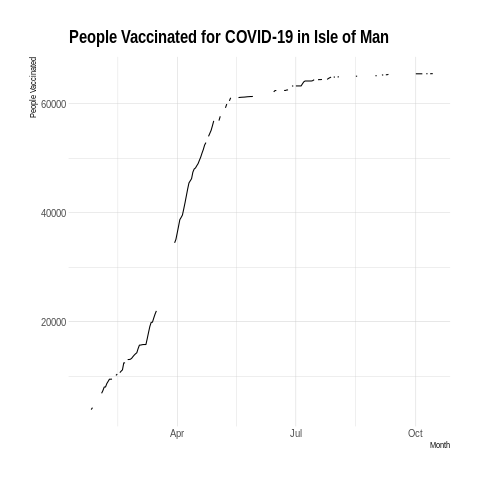 People Vaccinated for COVID-19 in Isle of Man
People Vaccinated
60000
40000
20000
Apr
Jul
Oct
Month